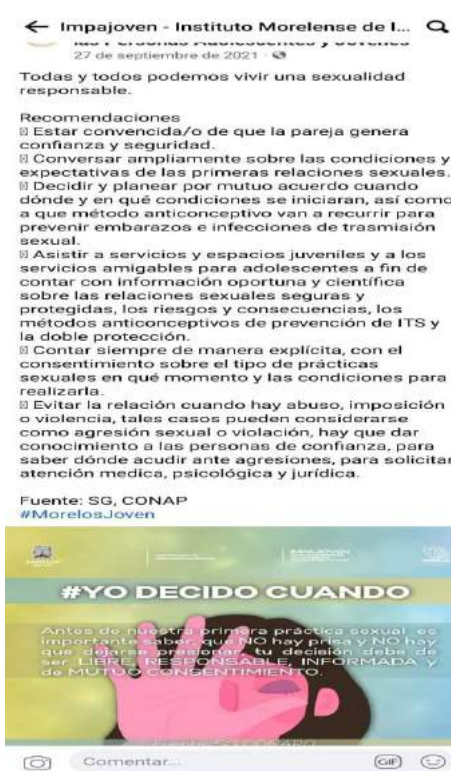 ← Impajoven - Instituto Morelense de l...
las Personas Adolescentes y Jóvenes
27 de septiembre de 2021 ·
Todas y todos podemos vivir una sexualidad
responsable.
Recomendaciones
Estar convencida/o de que la pareja genera
confianza y seguridad.
Conversar ampliamente sobre las condiciones y
expectativas de las primeras relaciones sexuales.
Decidir y planear por mutuo acuerdo cuando
dónde y en qué condiciones se iniciaran, así como
a que método anticonceptivo van a recurrir para
prevenir embarazos e infecciones de trasmisión
sexual.
Asistir a servicios y espacios juveniles y a los
servicios amigables para adolescentes a fin de
contar con información oportuna y científica
sobre las relaciones sexuales seguras y
protegidas, los riesgos y consecuencias, los
métodos anticonceptivos de prevención de ITS y
la doble protección.
Contar siempre de manera explícita, con el
consentimiento sobre el tipo de prácticas
sexuales en qué momento y las condiciones para
realizarla.
Evitar la relación cuando hay abuso, imposición
o violencia, tales casos pueden considerarse
como agresión sexual o violación, hay que dar
conocimiento a las personas de confianza, para
saber dónde acudir ante agresiones, para solicitar
atención medica, psicológica y jurídica.
Fuente: SG, CONAP
#MorelosJoven
#YO DECIDO CUANDO
Antes de nuestra primera práctica sexual es
importante saber, que NO hay prisa y NO hay
que dejarse presionar, tu decisión debe de
ser LIBRE, RESPONSABLE, INFORMADA y
de MUTUO CONSENTIMIENTO.
Comentar...
GIF